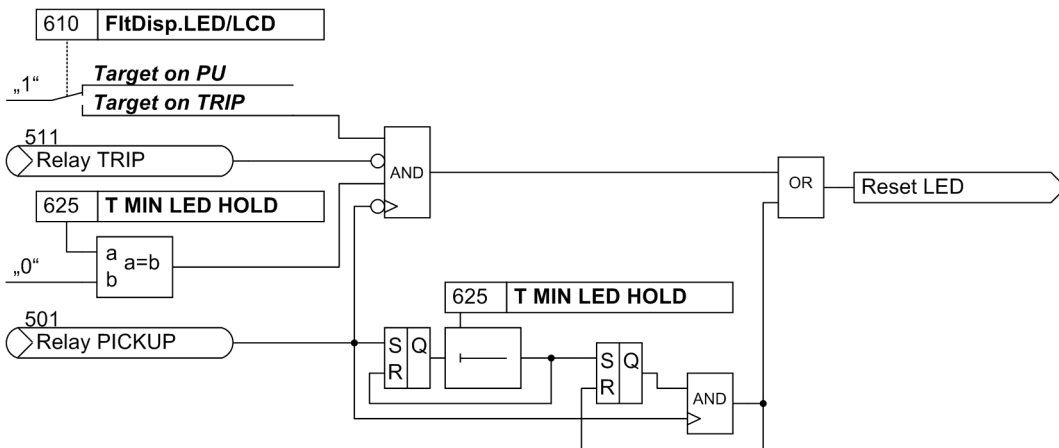 610 FltDisp.LED/LCD
„1“
Target on PU
Target on TRIP
511
Relay TRIP
AND
625 T MIN LED HOLD
OR
Reset LED
„0“
a
b
a=b
625 T MIN LED HOLD
501
Relay PICKUP
S Q
R
S Q
R
AND